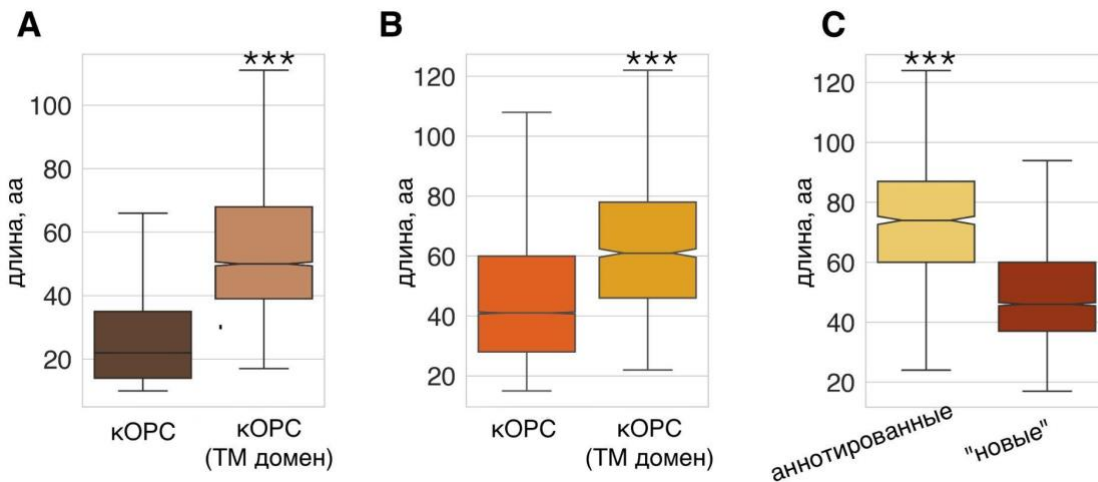 A
B
C
***
***
***
длина, аа
100
80
60
40
20
длина, аа
120
100
80
60
40
20
длина, аа
120
100
80
60
40
20
кОРС
кОРС
(ТМ домен)
кОРС
кОРС
(ТМ домен)
аннотированные
"новые"